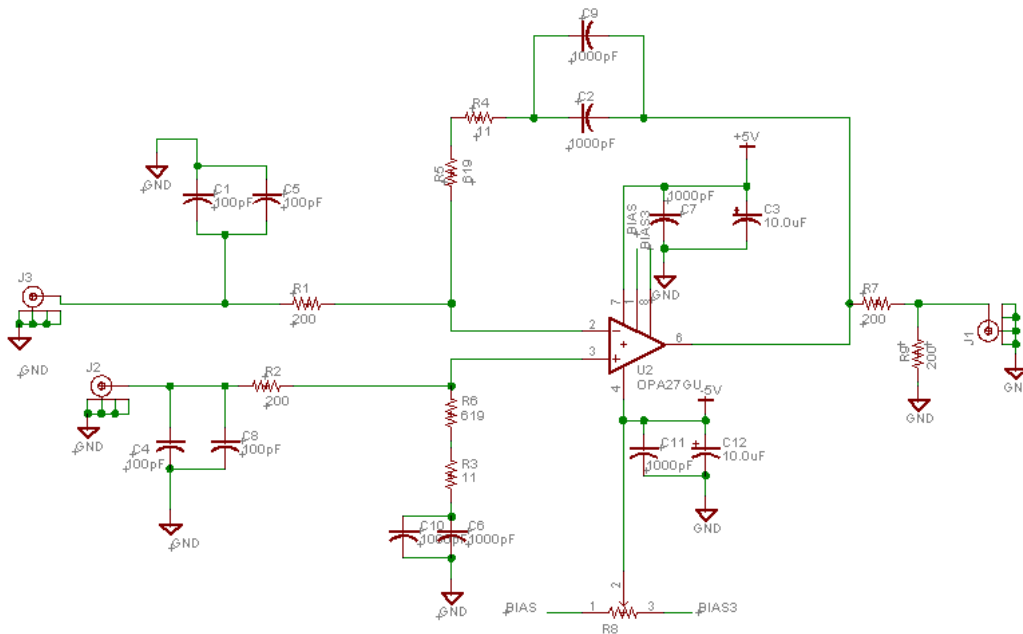 C9
1000pF
R4
11
C2
1000pF
R5
619
+5V
GND
C1
100pF
C5
100pF
1000pF
C7
C3
10.0uF
BIAS
BIAS3
GND
J3
R1
200
7
1
8
2
3
6
4
U2
OPA27GU
R7
200
R9
200
J1
GND
GND
GN
J2
R2
200
GND
R6
619
-5V
C4
100pF
C8
100pF
R3
11
C11
1000pF
C12
10.0uF
GND
GND
C10
1000pF
C6
1000pF
GND
BIAS
1
2
3
BIAS3
R8